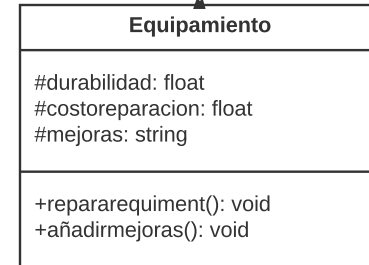 Equipamiento
#durabilidad: float
#costoreparacion: float
#mejoras: string
+repararequiment(): void
+añadirmejoras(): void